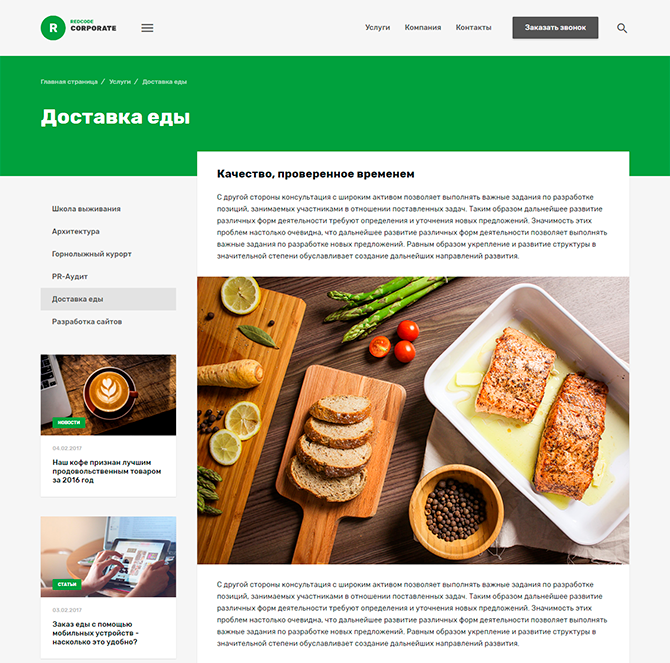 R
REDCODE
CORPORATE
Услуги
Компания
Контакты
Заказать звонок
Главная страница / Услуги / Доставка еды
Доставка еды
Школа выживания
Архитектура
Горнолыжный курорт
PR-Аудит
Доставка еды
Разработка сайтов
НОВОСТИ
04.02.2017
Наш кофе признан лучшим
продовольственным товаром
за 2016 год
СТАТЬИ
03.02.2017
Заказ еды с помощью
мобильных устройств -
насколько это удобно?
Качество, проверенное временем
С другой стороны консультация с широким активом позволяет выполнять важные задания по разработке
позиций, занимаемых участниками в отношении поставленных задач. Таким образом дальнейшее развитие
различных форм деятельности требуют определения и уточнения новых предложений. Значимость этих
проблем настолько очевидна, что дальнейшее развитие различных форм деятельности позволяет выполнять
важные задания по разработке новых предложений. Равным образом укрепление и развитие структуры в
значительной степени обуславливает создание дальнейших направлений развития.
С другой стороны консультация с широким активом позволяет выполнять важные задания по разработке
позиций, занимаемых участниками в отношении поставленных задач. Таким образом дальнейшее развитие
различных форм деятельности требуют определения и уточнения новых предложений. Значимость этих
проблем настолько очевидна, что дальнейшее развитие различных форм деятельности позволяет выполнять
важные задания по разработке новых предложений. Равным образом укрепление и развитие структуры в
значительной степени обуславливает создание дальнейших направлений развития.